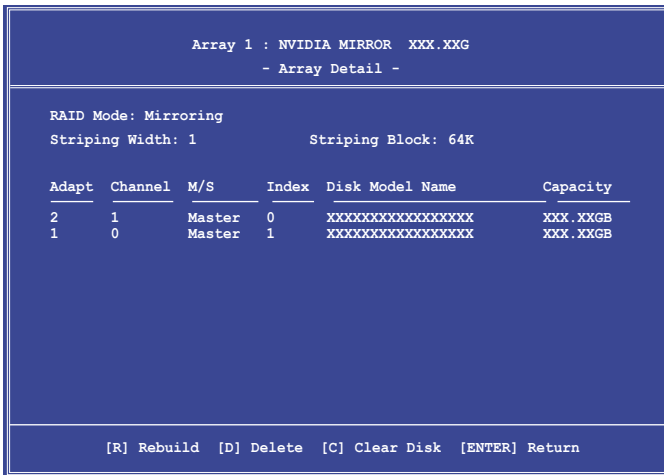 Array 1 : NVIDIA MIRROR XXX.XXG
- Array Detail -
RAID Mode: Mirroring
Striping Width: 1 Striping Block: 64K
Adapt Channel M/S Index Disk Model Name Capacity
2 1 Master 0 XXXXXXXXXXXXXXXXX XXX.XXGB
1 0 Master 1 XXXXXXXXXXXXXXXXX XXX.XXGB
[R] Rebuild [D] Delete [C] Clear Disk [ENTER] Return